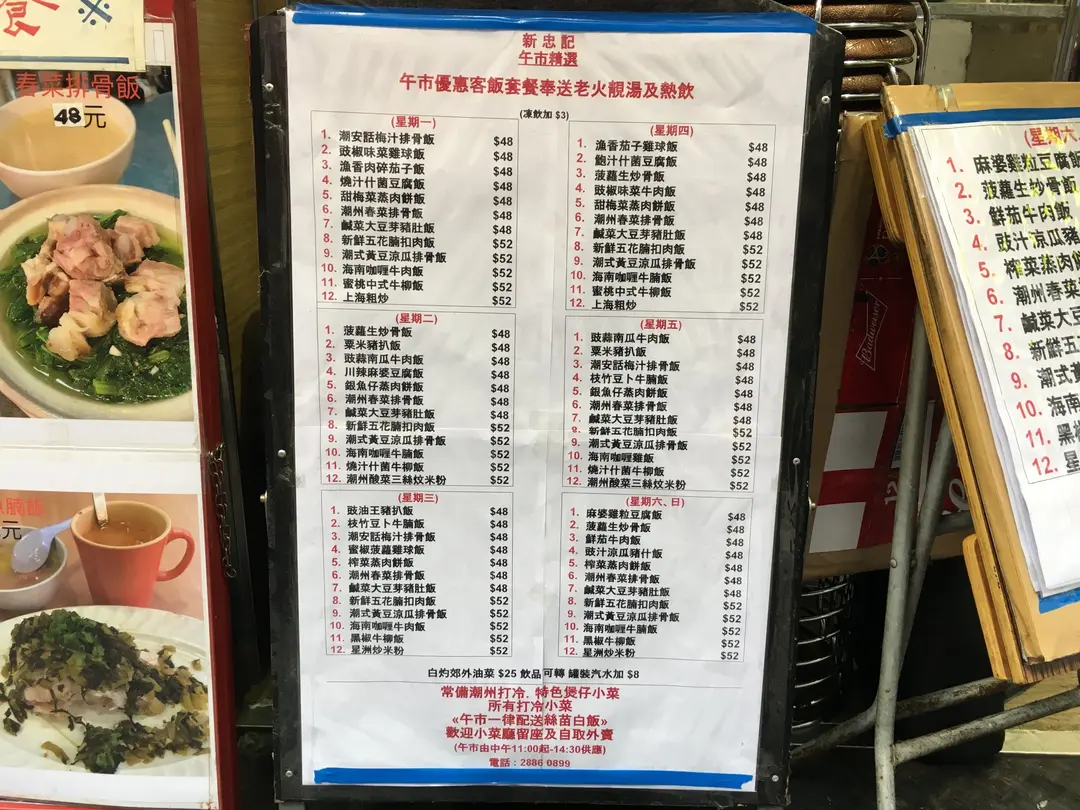 餐
※
春菜排骨飯
48元
魚腩飯
元
新忠記
午市精選
午市優惠客飯套餐奉送老火靚湯及熱飲
(凍飲加 $3)
(星期一)
1. 潮安話梅汁排骨飯 $48
2. 豉椒味菜雞球飯 $48
3. 漁香肉碎茄子飯 $48
4. 燒汁什菌豆腐飯 $48
5. 甜梅菜蒸肉餅飯 $48
6. 潮州春菜排骨飯 $48
7. 鹹菜大豆芽豬肚飯 $48
8. 新鮮五花腩扣肉飯 $52
9. 潮式黃豆涼瓜排骨飯 $52
10. 海南咖喱牛肉飯 $52
11. 蜜桃中式牛柳飯 $52
12. 上海粗炒 $52
(星期二)
1. 菠蘿生炒骨飯 $48
2. 粟米豬扒飯 $48
3. 豉蒜南瓜牛肉飯 $48
4. 川辣麻婆豆腐飯 $48
5. 銀魚仔蒸肉餅飯 $48
6. 潮州春菜排骨飯 $48
7. 鹹菜大豆芽豬肚飯 $48
8. 新鮮五花腩扣肉飯 $52
9. 潮式黃豆涼瓜排骨飯 $52
10. 海南咖喱牛腩飯 $52
11. 燒汁什菌牛柳飯 $52
12. 潮州酸菜三絲炆米粉 $52
(星期三)
1. 豉油王豬扒飯 $48
2. 枝竹豆卜牛腩飯 $48
3. 潮安話梅汁排骨飯 $48
4. 蜜椒菠蘿雞球飯 $48
5. 榨菜蒸肉餅飯 $48
6. 潮州春菜排骨飯 $48
7. 鹹菜大豆芽豬肚飯 $48
8. 新鮮五花腩扣肉飯 $52
9. 潮式黃豆涼瓜排骨飯 $52
10. 海南咖喱牛肉飯 $52
11. 黑椒牛柳飯 $52
12. 星洲炒米粉 $52
(星期四)
1. 漁香茄子雞球飯 $48
2. 鮑汁什菌豆腐飯 $48
3. 菠蘿生炒骨飯 $48
4. 豉椒味菜牛肉飯 $48
5. 甜梅菜蒸肉餅飯 $48
6. 潮州春菜排骨飯 $48
7. 鹹菜大豆芽豬肚飯 $48
8. 新鮮五花腩扣肉飯 $52
9. 潮式黃豆涼瓜排骨飯 $52
10. 海南咖喱牛腩飯 $52
11. 蜜桃中式牛柳飯 $52
12. 上海粗炒 $52
(星期五)
1. 豉蒜南瓜牛肉飯 $48
2. 粟米豬扒飯 $48
3. 潮安話梅汁排骨飯 $48
4. 枝竹豆卜牛腩飯 $48
5. 銀魚仔蒸肉餅飯 $48
6. 潮州春菜排骨飯 $48
7. 鹹菜大豆芽豬肚飯 $48
8. 新鮮五花腩扣肉飯 $52
9. 潮式黃豆涼瓜排骨飯 $52
10. 海南咖喱雞飯 $52
11. 燒汁什菌牛柳飯 $52
12. 潮州酸菜三絲炆米粉 $52
(星期六、日)
1. 麻婆雞粒豆腐飯 $48
2. 菠蘿生炒骨飯 $48
3. 鮮茄牛肉飯 $48
4. 豉汁涼瓜豬什飯 $48
5. 榨菜蒸肉餅飯 $48
6. 潮州春菜排骨飯 $48
7. 鹹菜大豆芽豬肚飯 $48
8. 新鮮五花腩扣肉飯 $52
9. 潮式黃豆涼瓜排骨飯 $52
10. 海南咖喱牛腩飯 $52
11. 黑椒牛柳飯 $52
12. 星洲炒米粉 $52
白灼郊外油菜 $25 飲品可轉 罐裝汽水加 $8
常備潮州打冷，特色煲仔小菜
所有打冷小菜
«午市一律配送絲苗白飯»
歡迎小菜廳留座及自取外賣
(午市由中午11:00起-14:30供應)
電話：2886 0899
Budweiser
(星期六
1. 麻婆雞粒豆腐飯
2. 菠蘿生炒骨飯
3. 鮮茄牛肉飯
4. 豉汁涼瓜豬
5. 榨菜蒸肉
6. 潮州春菜
7. 鹹菜大豆
8. 新鮮五
9. 潮式黃
10. 海南
11. 黑
12. 星